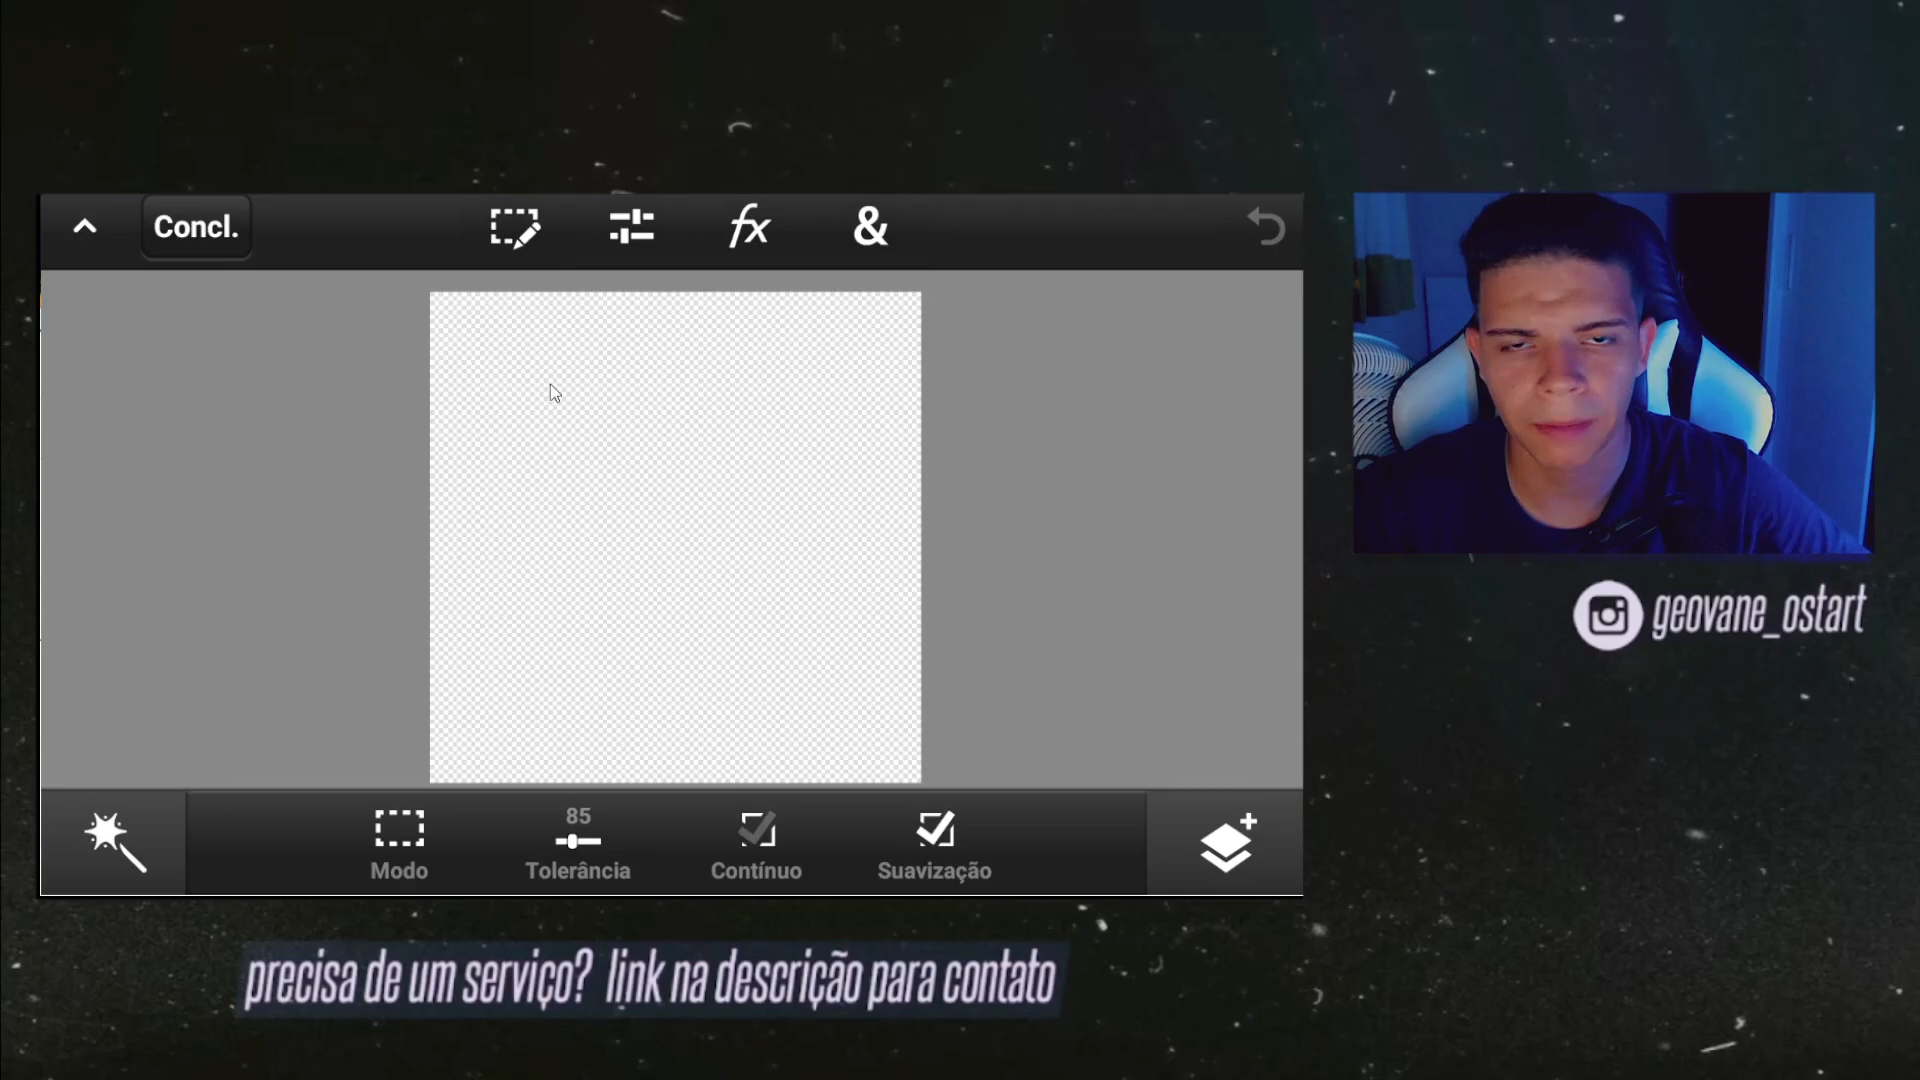 Concl.
fx
&
geovane_ostart
85
Modo
Tolerância
Contínuo
Suavização
precisa de um serviço? link na descrição para contato